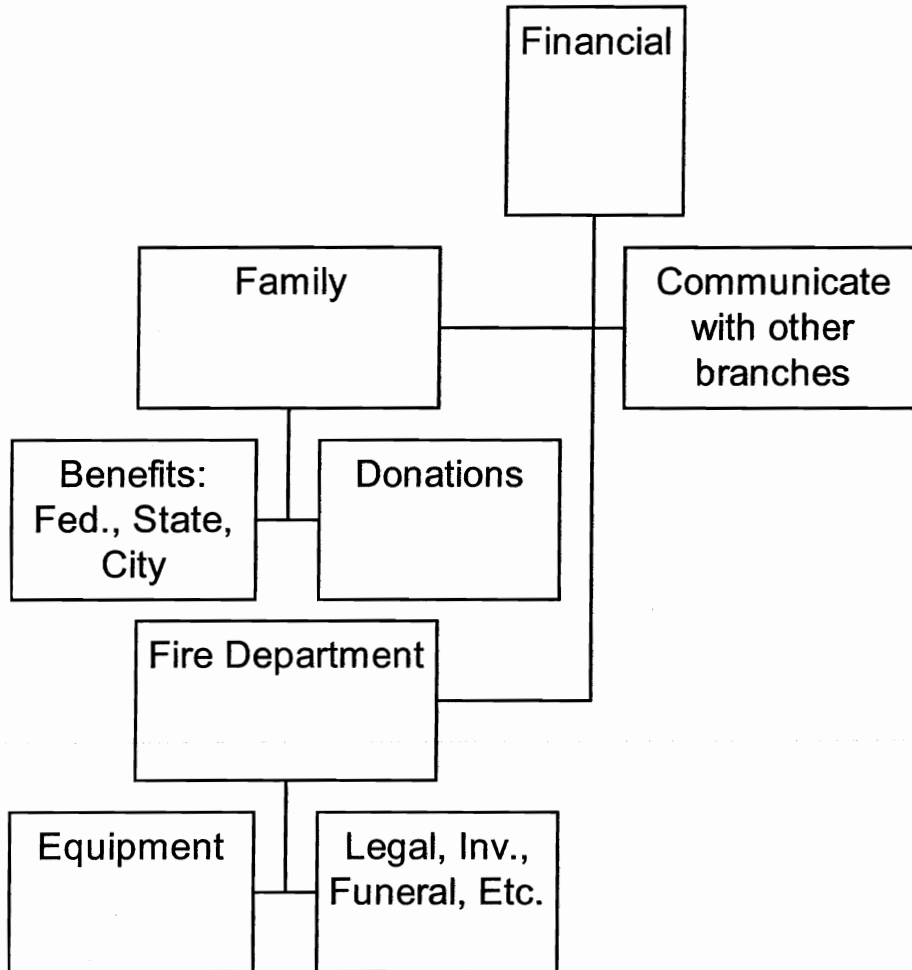 Financial
Family
Communicate
with other
branches
Benefits:
Fed., State,
City
Donations
Fire Department
Equipment
Legal, Inv.,
Funeral, Etc.